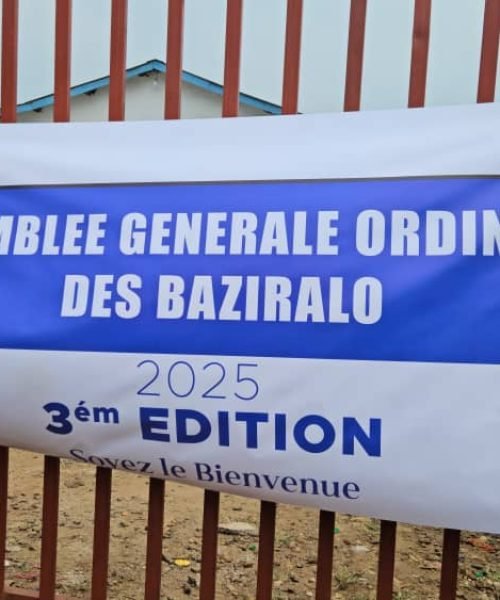 MBLEE GENERALE ORDIN
DES BAZIRALO
2025
3ém EDITION
Soyez le Bienvenue